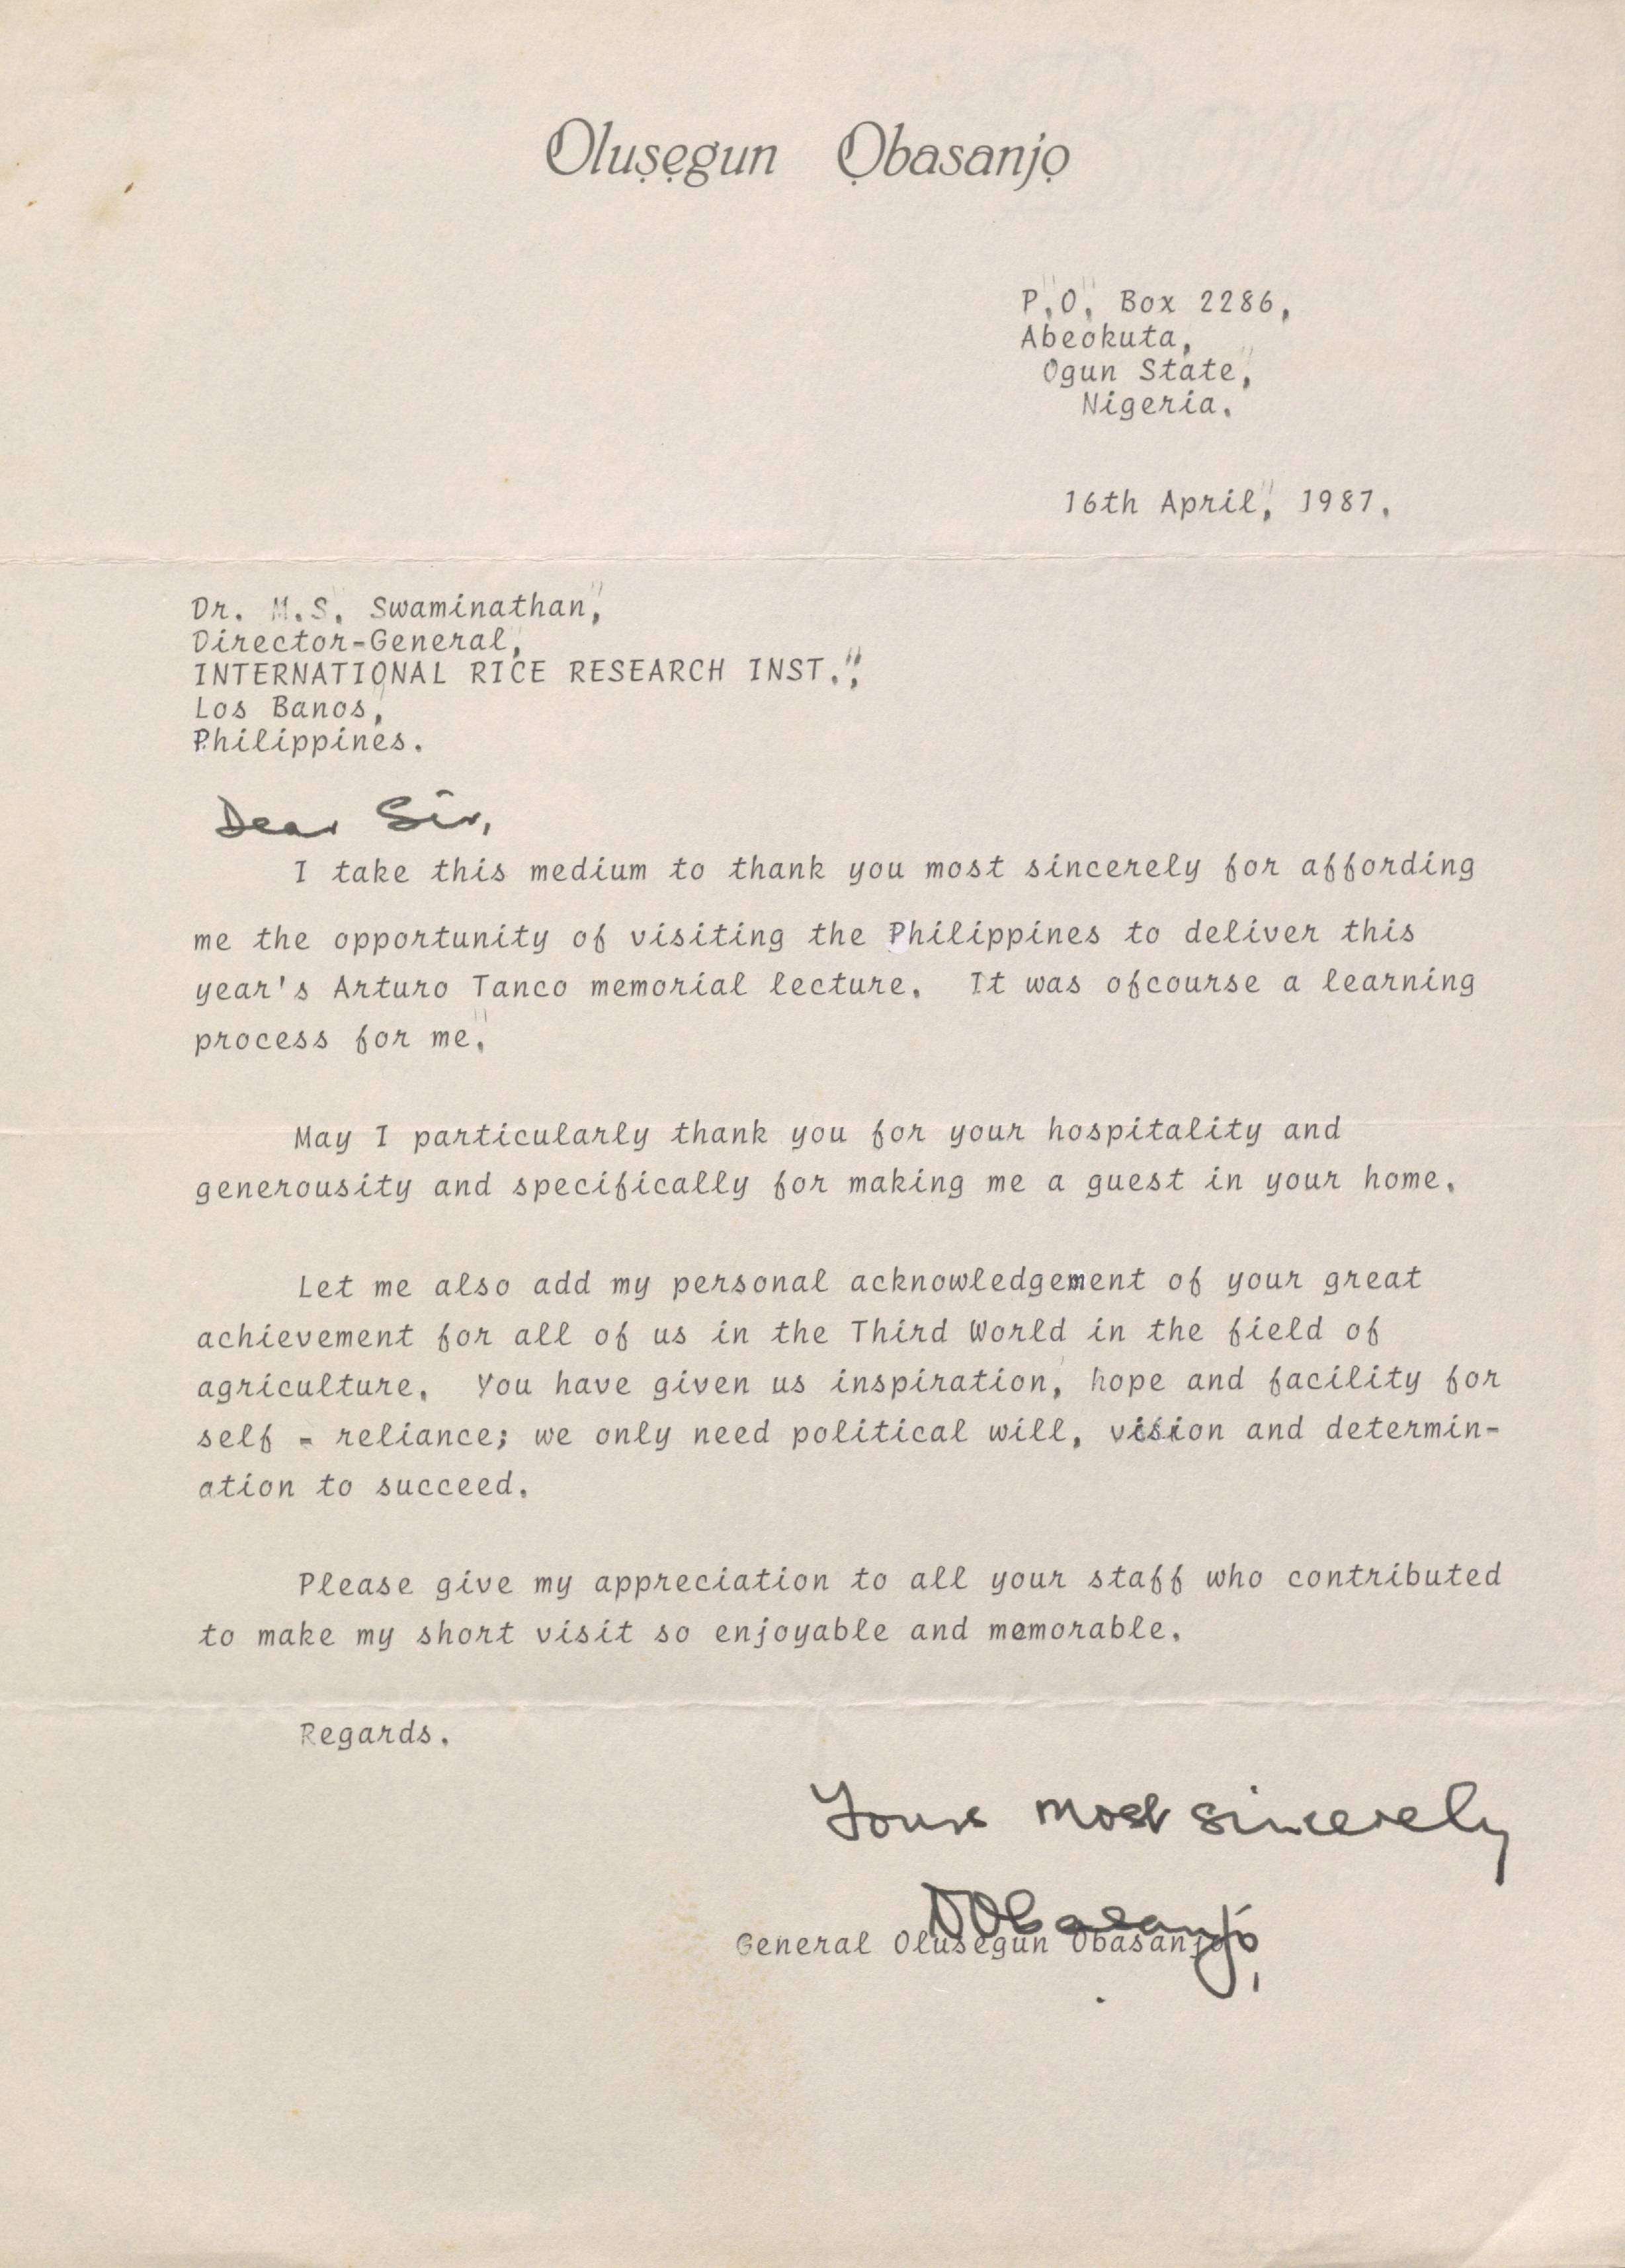 Olusẹgun Ọbasanjọ
P.O. Box 2286,
Abeokuta,
Ogun State,
Nigeria.
16th April, 1987.
Dr. M.S. Swaminathan,
Director-General,
INTERNATIONAL RICE RESEARCH INST.,
Los Banos,
Philippines.
Dear Sir,
I take this medium to thank you most sincerely for affording
me the opportunity of visiting the Philippines to deliver this
year's Arturo Tanco memorial lecture. It was ofcourse a learning
process for me.
May I particularly thank you for your hospitality and
generousity and specifically for making me a guest in your home.
Let me also add my personal acknowledgement of your great
achievement for all of us in the Third World in the field of
agriculture. You have given us inspiration, hope and facility for
self - reliance; we only need political will, vision and determin-
ation to succeed.
Please give my appreciation to all your staff who contributed
to make my short visit so enjoyable and memorable.
Regards.
Yours most sincerely
OObasanjo,
General Olusegun Obasanjo